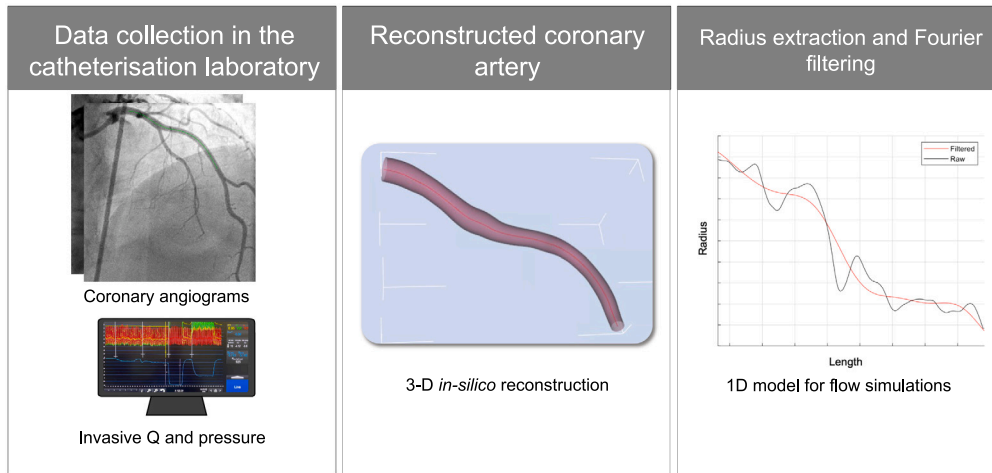 Data collection in the
catheterisation laboratory
Coronary angiograms
Invasive Q and pressure
Reconstructed coronary
artery
3-D in-silico reconstruction
Radius extraction and Fourier
filtering
Filtered
Raw
Radius
Length
1D model for flow simulations